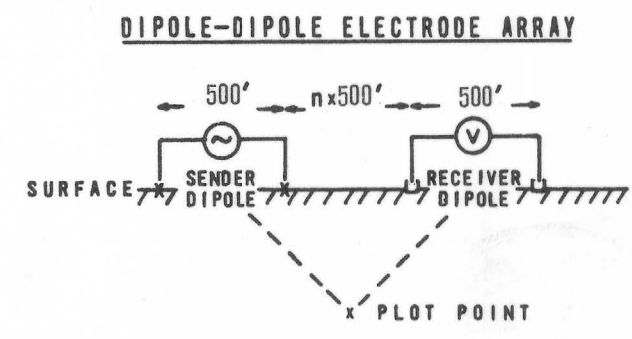 DIPOLE-DIPOLE ELECTRODE ARRAY
500' n x 500' 500'
~ V
SURFACE SENDER RECEIVER
DIPOLE DIPOLE
x PLOT POINT